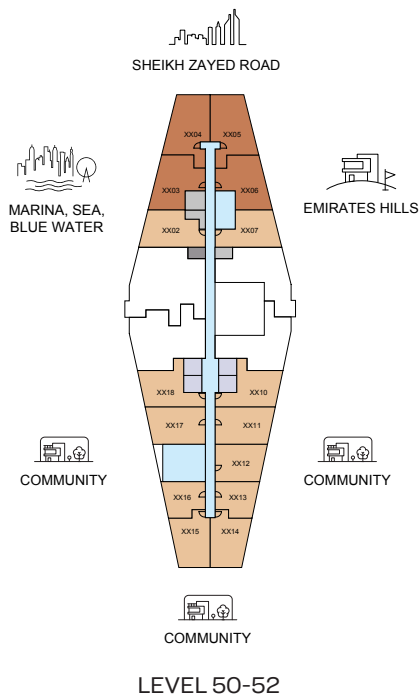 SHEIKH ZAYED ROAD
XX04
XX05
MARINA, SEA,
BLUE WATER
EMIRATES HILLS
XX03
XX06
XX02
XX07
XX18
XX10
XX17
XX11
COMMUNITY
COMMUNITY
XX12
XX16
XX13
XX15
XX14
COMMUNITY
LEVEL 50-52